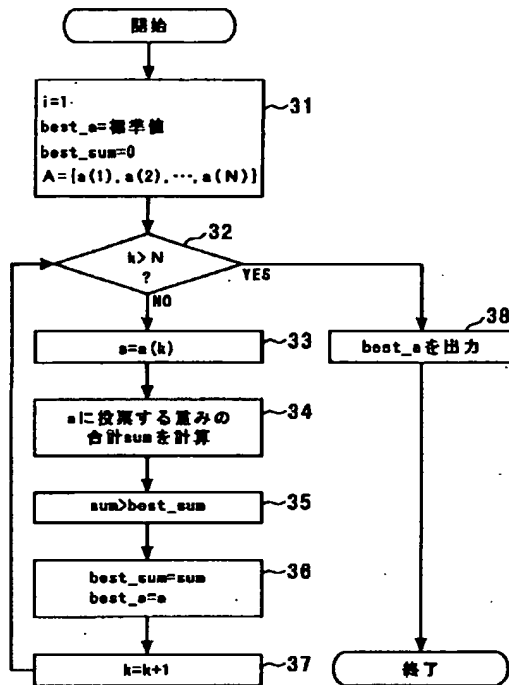 開始
i=1
best_a=標準値
best_sum=0
A={a(1),a(2),…,a(N)}
31
32
k>N
?
YES
NO
s=a(k)
33
38
best_aを出力
aに投票する重みの
合計sumを計算
34
sum>best_sum
35
best_sum=sum
best_a=a
36
k=k+1
37
終了